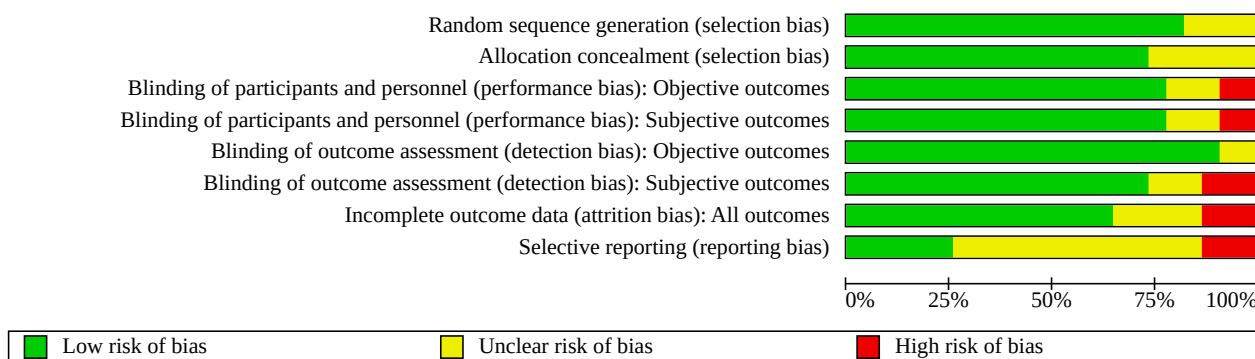 Random sequence generation (selection bias)
Allocation concealment (selection bias)
Blinding of participants and personnel (performance bias): Objective outcomes
Blinding of participants and personnel (performance bias): Subjective outcomes
Blinding of outcome assessment (detection bias): Objective outcomes
Blinding of outcome assessment (detection bias): Subjective outcomes
Incomplete outcome data (attrition bias): All outcomes
Selective reporting (reporting bias)
0% 25% 50% 75% 100%
Low risk of bias Unclear risk of bias High risk of bias